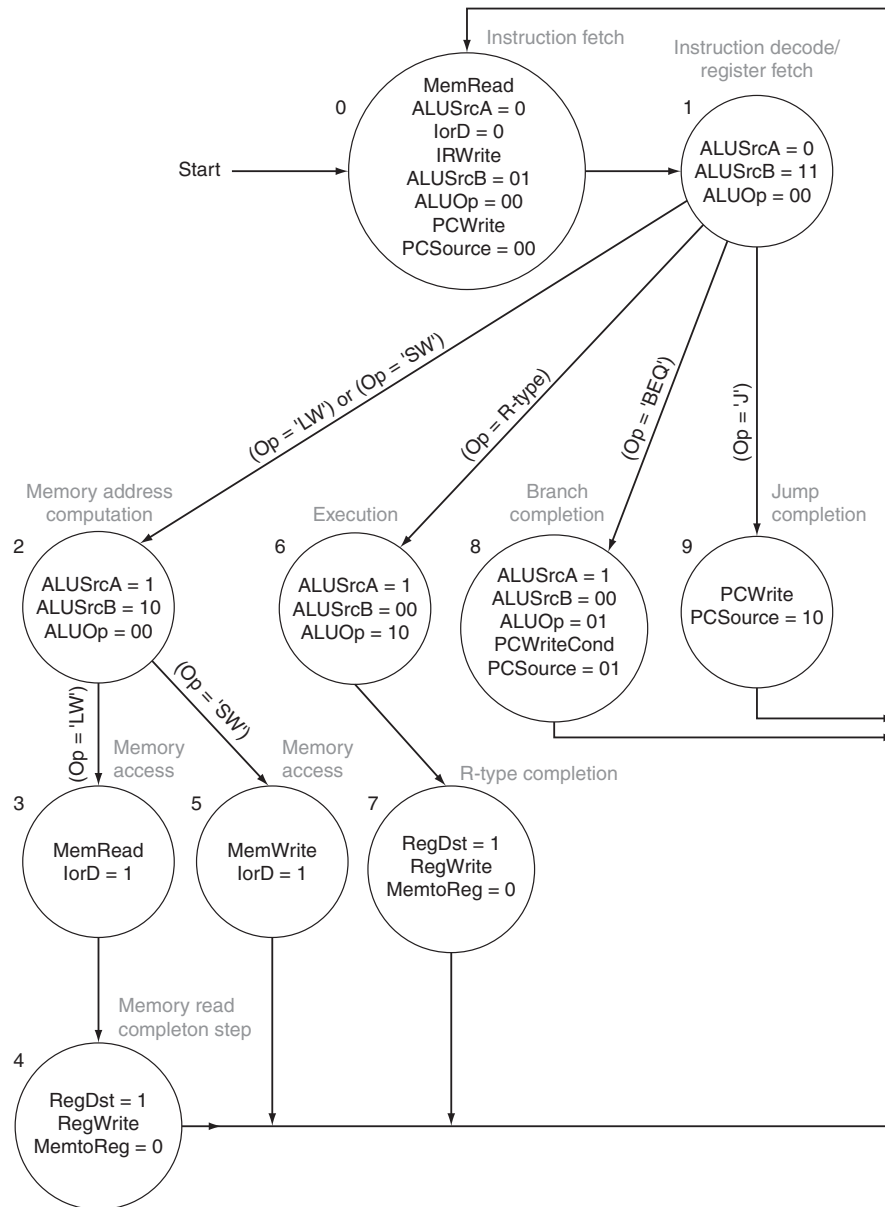 Instruction fetch
Instruction decode/
register fetch
0
MemRead
ALUSrcA = 0
IorD = 0
IRWrite
ALUSrcB = 01
ALUOp = 00
PCWrite
PCSource = 00
1
ALUSrcA = 0
ALUSrcB = 11
ALUOp = 00
Start
(Op = 'LW') or (Op = 'SW')
(Op = R-type)
(Op = 'BEQ')
(Op = 'J')
Memory address
computation
2
ALUSrcA = 1
ALUSrcB = 10
ALUOp = 00
Execution
6
ALUSrcA = 1
ALUSrcB = 00
ALUOp = 10
Branch
completion
8
ALUSrcA = 1
ALUSrcB = 00
ALUOp = 01
PCWriteCond
PCSource = 01
Jump
completion
9
PCWrite
PCSource = 10
(Op = 'LW')
(Op = 'SW')
Memory
access
3
MemRead
IorD = 1
Memory
access
5
MemWrite
IorD = 1
R-type completion
7
RegDst = 1
RegWrite
MemtoReg = 0
Memory read
completon step
4
RegDst = 1
RegWrite
MemtoReg = 0